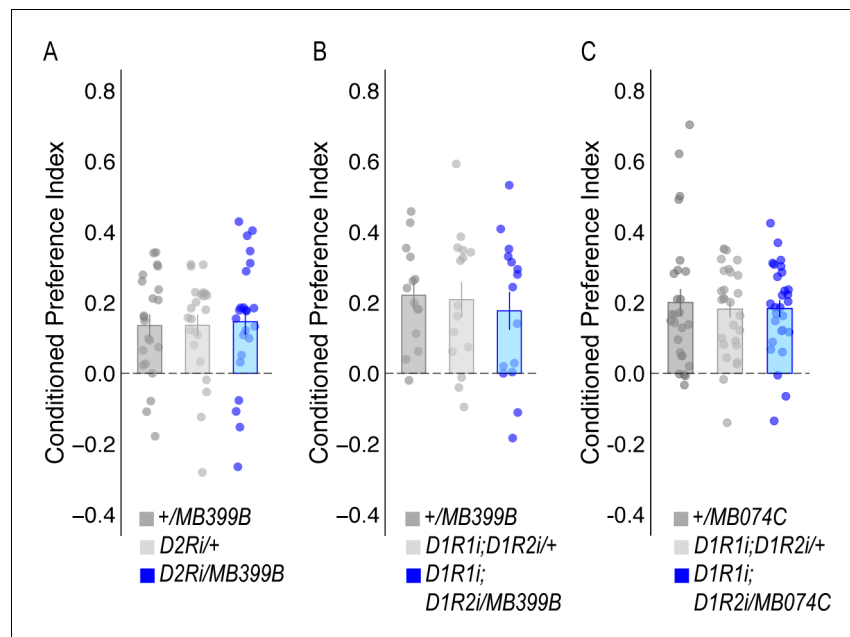 A
Conditioned Preference Index
0.8
0.6
0.4
0.2
0.0
–0.2
–0.4
+/MB399B
D2Ri/+
D2Ri/MB399B
B
Conditioned Preference Index
0.8
0.6
0.4
0.2
0.0
–0.2
–0.4
+/MB399B
D1R1i;D1R2i/+
D1R1i;
D1R2i/MB399B
C
Conditioned Preference Index
0.8
0.6
0.4
0.2
0.0
-0.2
-0.4
+/MB074C
D1R1i;D1R2i/+
D1R1i;
D1R2i/MB074C